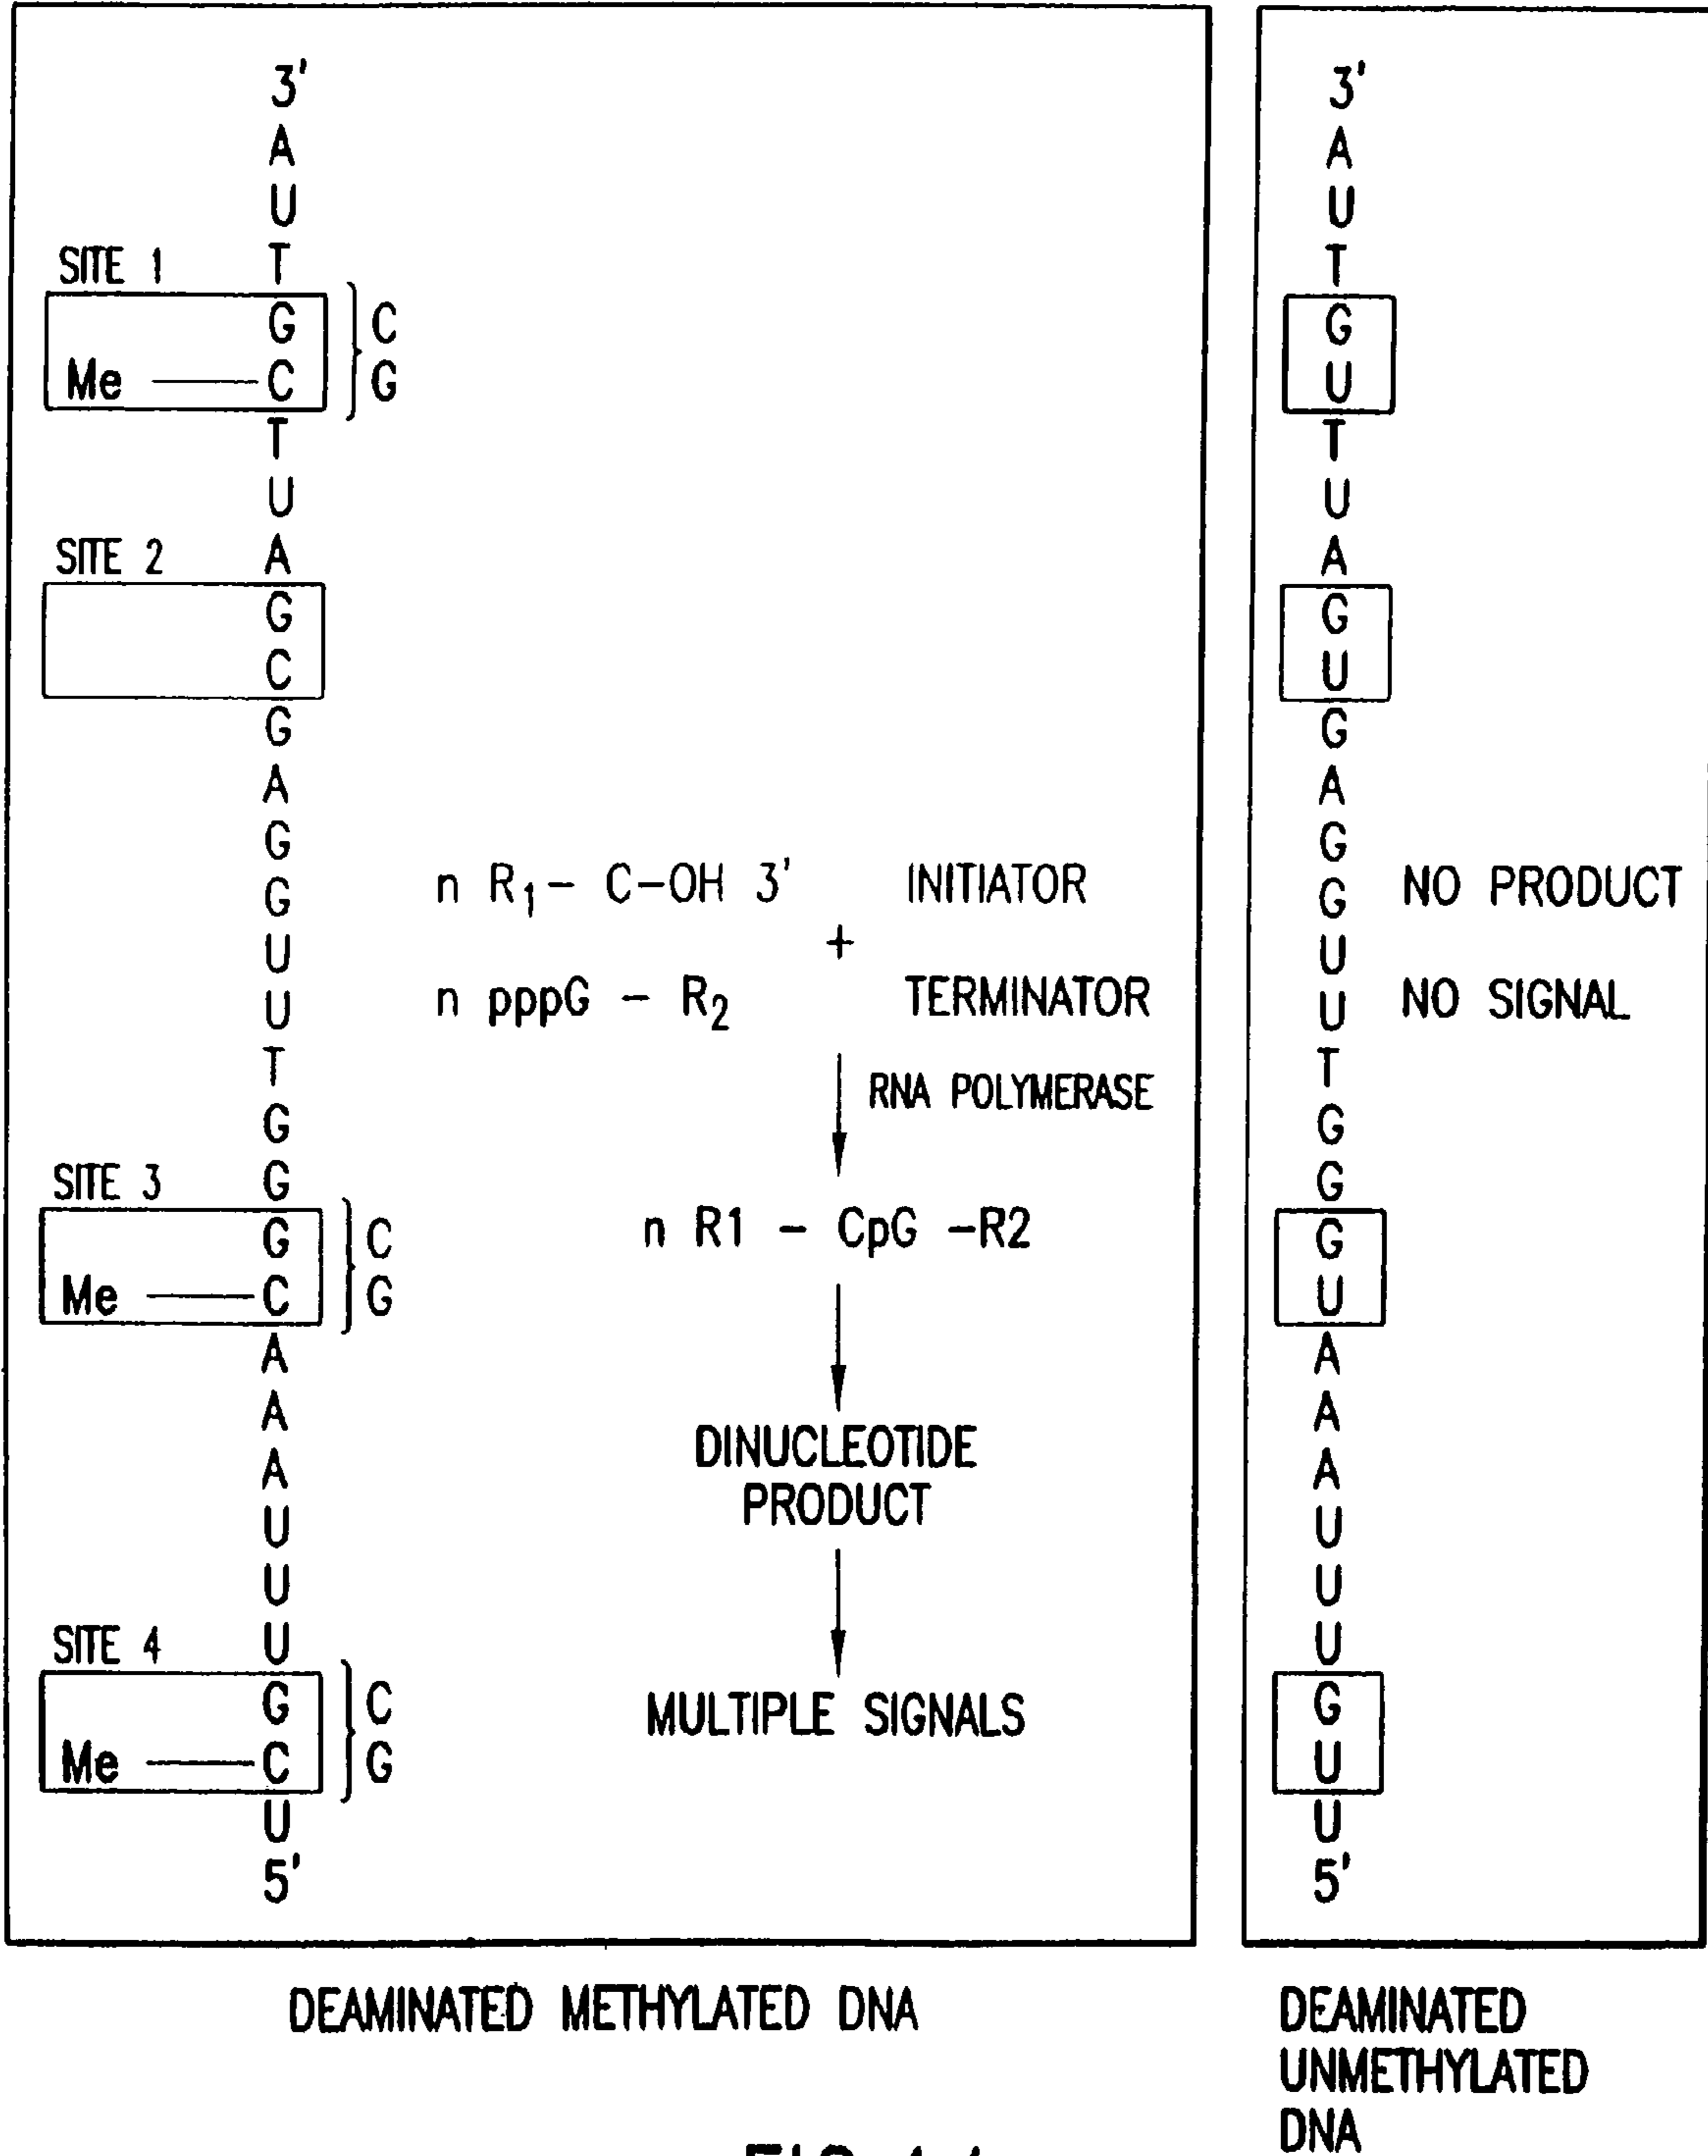 3'
A
U
SITE 1 T
G C
Me C G
T
U
SITE 2 A
G
C
G
A
G
G
U
U
T
G
SITE 3 G
G C
Me C G
A
A
A
U
U
SITE 4 U
G C
Me C G
U
5'
n R1 - C-OH 3' INITIATOR
+
n pppG - R2 TERMINATOR
RNA POLYMERASE
n R1 - CpG -R2
DINUCLEOTIDE
PRODUCT
MULTIPLE SIGNALS
DEAMINATED METHYLATED DNA
3'
A
U
T
G
U
T
U
A
G
U
G
A
G
G
U
U
T
G
G
G
U
A
A
A
U
U
U
G
U
U
5'
NO PRODUCT
NO SIGNAL
DEAMINATED
UNMETHYLATED
DNA